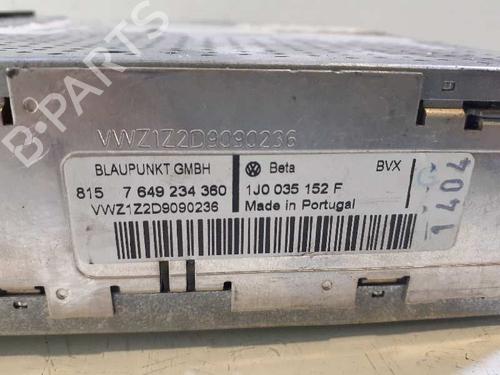 VWZ1Z2D9090236
BLAUPUNKT GMBH Beta BVX
815 7 649 234 360 1J0 035 152 F
VWZ1Z2D9090236 Made in Portugal
1404
B-PARTS